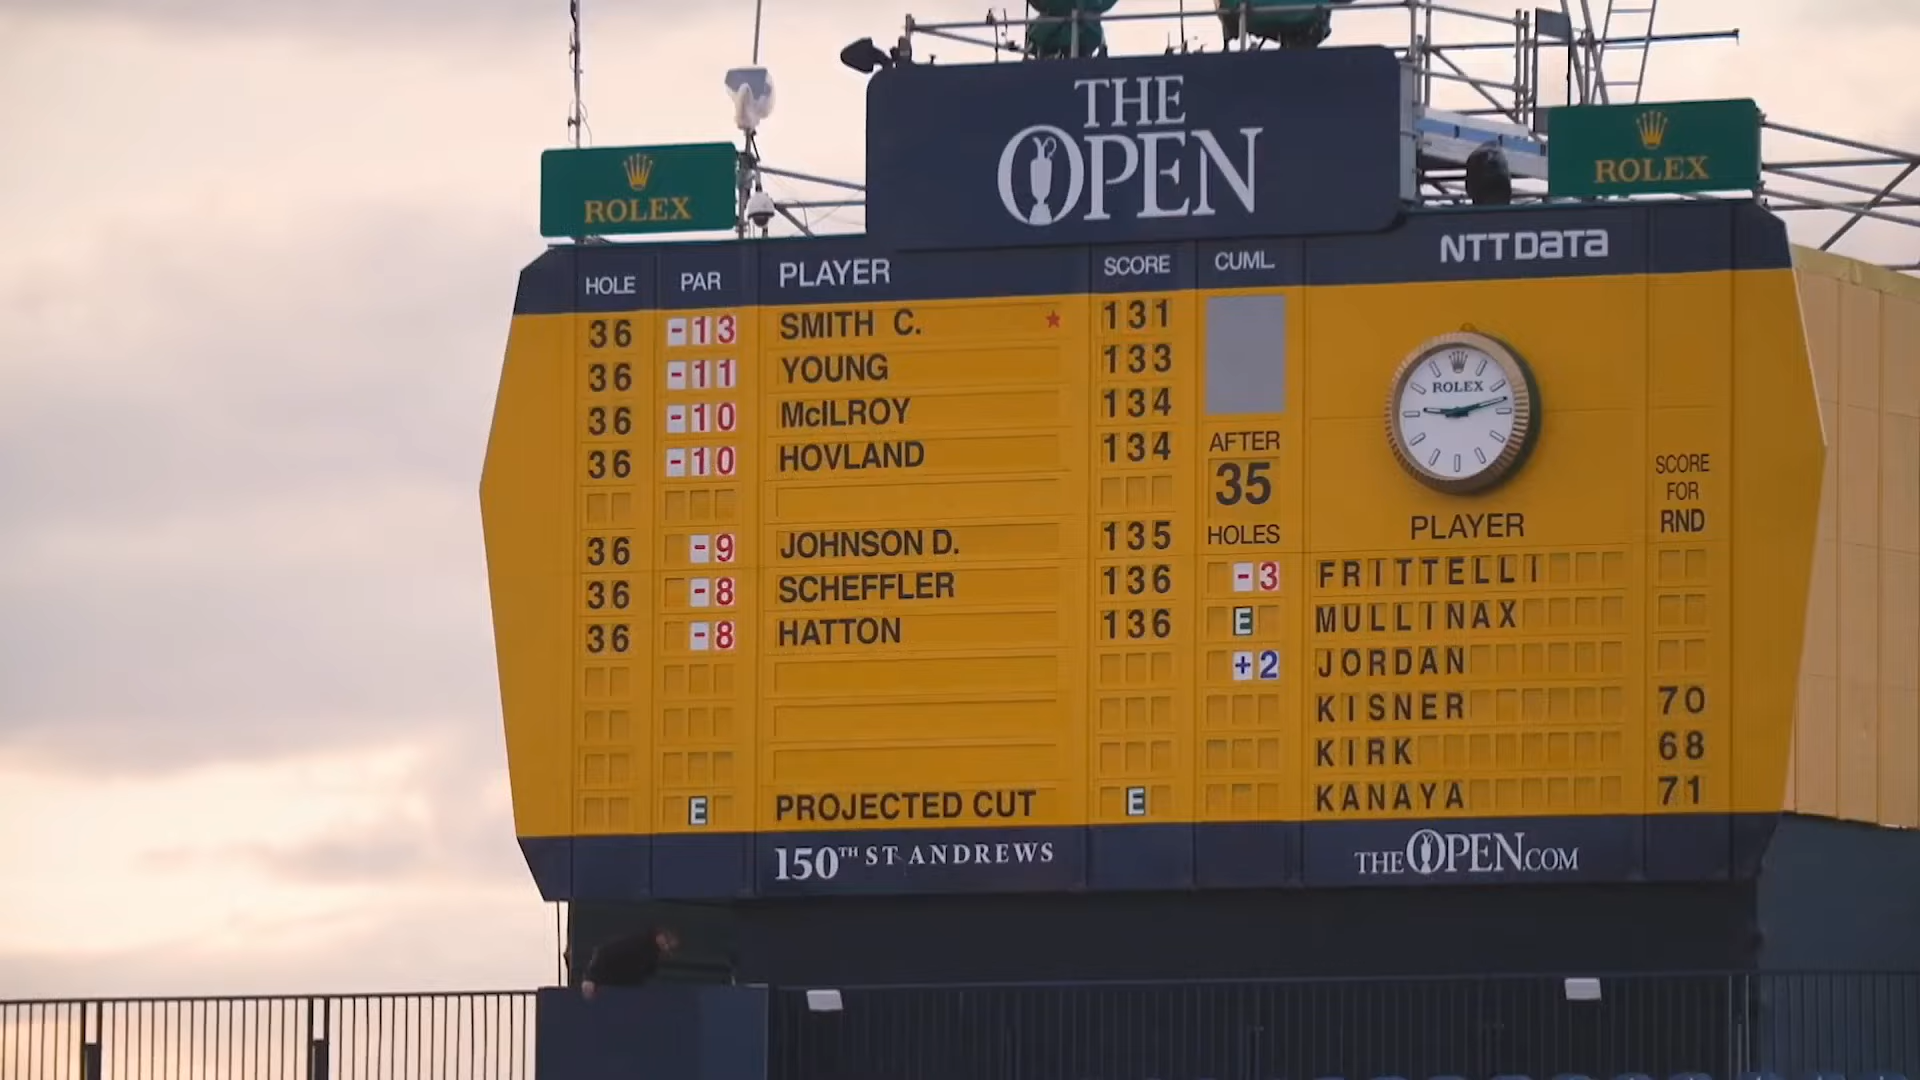 THE
OPEN
ROLEX
ROLEX
NTT DATA
HOLE PAR PLAYER SCORE CUML.
36 -13 SMITH C. 131
36 -11 YOUNG 133
36 -10 McILROY 134
36 -10 HOVLAND 134
36 -9 JOHNSON D. 135
36 -8 SCHEFFLER 136
36 -8 HATTON 136
E PROJECTED CUT E
ROLEX
AFTER
35
HOLES
PLAYER
SCORE
FOR
RND
-3 FRITTELLI
E MULLINAX
+2 JORDAN
KISNER 70
KIRK 68
KANAYA 71
150TH ST ANDREWS
THE OPEN.COM